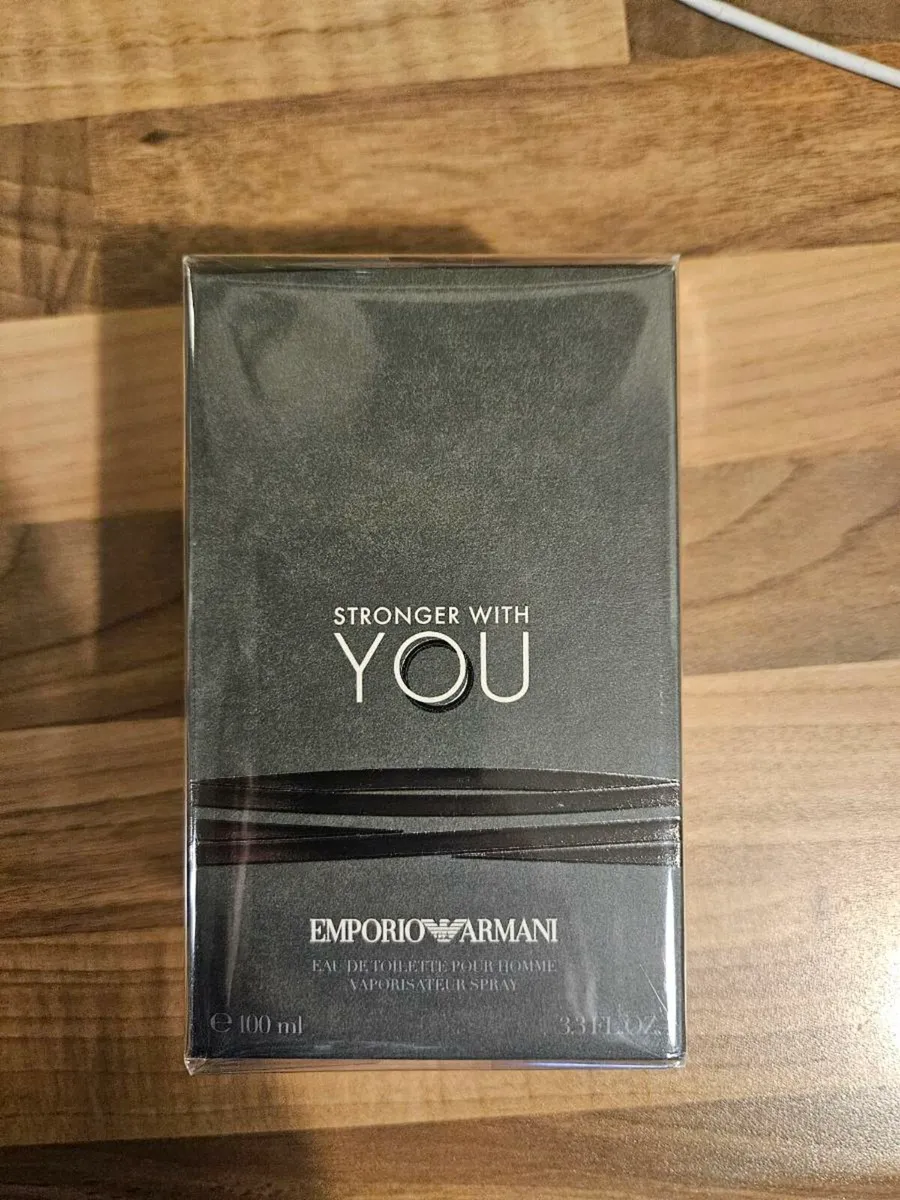 STRONGER WITH
YOU
EMPORIO ARMANI
EAU DE TOILETTE POUR HOMME
VAPORISATEUR SPRAY
℮ 100 ml 3.3 FL. OZ.